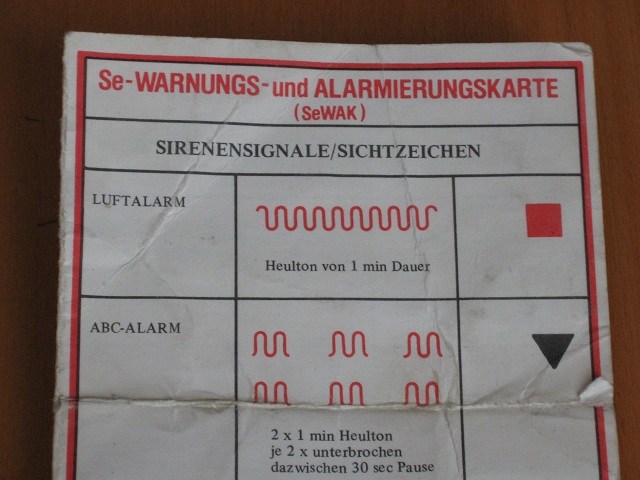 Se-WARNUNGS- und ALARMIERUNGSKARTE
(SeWAK)
SIRENENSIGNALE/SICHTZEICHEN
LUFTALARM
Heulton von 1 min Dauer
ABC-ALARM
2 x 1 min Heulton
je 2 x unterbrochen
dazwischen 30 sec Pause